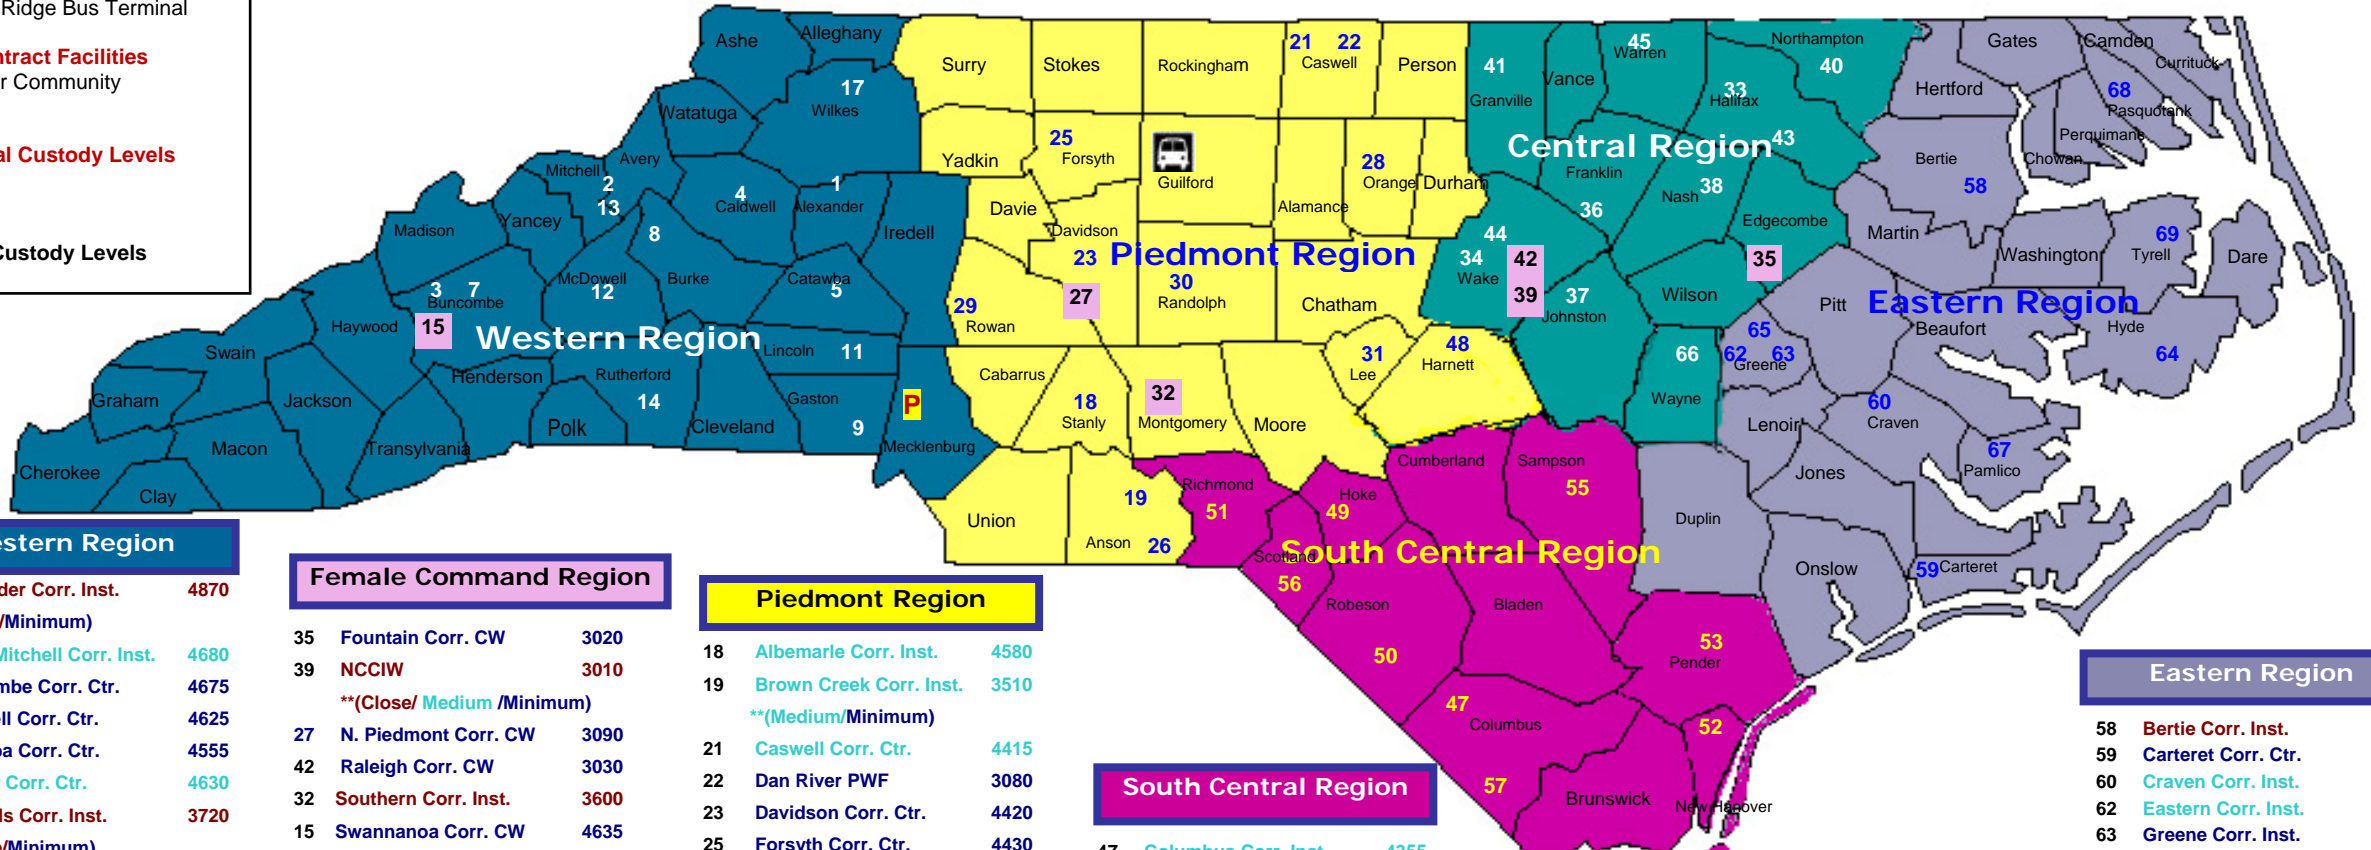 Ridge Bus Terminal
ntract Facilities
r Community
al Custody Levels
Custody Levels
Ashe
Alleghany
17
Wilkes
Watatuga
Avery
Mitchell
2
13
4
Caldwell
1
Alexander
Yancey
Madison
8
Iredell
McDowell
12
Burke
Catawba
5
3 7
Buncombe
15
Haywood
Western Region
Swain
Lincoln 11
Henderson
Rutherford
14
Graham
Jackson
Gaston
9
P
Mecklenburg
Polk
Cleveland
Macon
Transylvania
Cherokee
Clay
Surry
Stokes
Rockingham
21 22
Caswell
Person
Yadkin
25
Forsyth
Guilford
28
Orange
Durham
Alamance
Davie
Davidson
23
Piedmont Region
27
30
Randolph
Chatham
29
Rowan
Cabarrus
18
Stanly
32
Montgomery
Moore
31
Lee
48
Harnett
Union
19
Anson 26
41
Granville
Vance
45
Warren
Northampton
40
33
Halifax
Central Region
43
Franklin
36
Nash
38
Edgecombe
44
34
Wake
42
39
35
37
Johnston
Wilson
66
Wayne
Gates
Camden
Currituck
Hertford
68
Pasquotank
Perquimans
Chowan
Bertie
58
Martin
Washington
69
Tyrell
Dare
Pitt
Eastern Region
Beaufort
Hyde
64
65
62 63
Greene
60
Craven
Lenoir
67
Pamlico
Jones
Duplin
Onslow
59 Carteret
Richmond
51
Hoke
49
Cumberland
Sampson
55
South Central Region
Scotland
56
Robeson
50
Bladen
53
Pender
47
Columbus
52
57
Brunswick
New Hanover
estern Region
der Corr. Inst. 4870
/Minimum)
Mitchell Corr. Inst. 4680
mbe Corr. Ctr. 4675
ll Corr. Ctr. 4625
ba Corr. Ctr. 4555
Corr. Ctr. 4630
ls Corr. Inst. 3720
/Minimum)
Female Command Region
35 Fountain Corr. CW 3020
39 NCCIW 3010
**(Close/ Medium /Minimum)
27 N. Piedmont Corr. CW 3090
42 Raleigh Corr. CW 3030
32 Southern Corr. Inst. 3600
15 Swannanoa Corr. CW 4635
Piedmont Region
18 Albemarle Corr. Inst. 4580
19 Brown Creek Corr. Inst. 3510
**(Medium/Minimum)
21 Caswell Corr. Ctr. 4415
22 Dan River PWF 3080
23 Davidson Corr. Ctr. 4420
25 Forsyth Corr. Ctr. 4430
South Central Region
47 Columbus Corr. Inst. 4355
Eastern Region
58 Bertie Corr. Inst.
59 Carteret Corr. Ctr.
60 Craven Corr. Inst.
62 Eastern Corr. Inst.
63 Greene Corr. Inst.